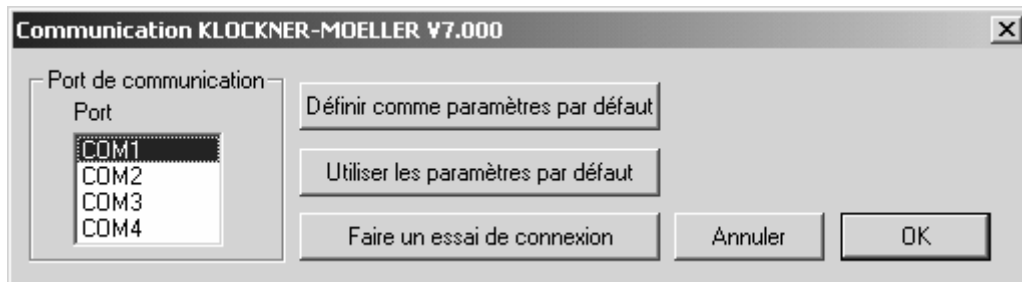 Communication KLOCKNER-MOELLER V7.000
Port de communication
Port
COM1
COM2
COM3
COM4
Définir comme paramètres par défaut
Utiliser les paramètres par défaut
Faire un essai de connexion
Annuler
OK